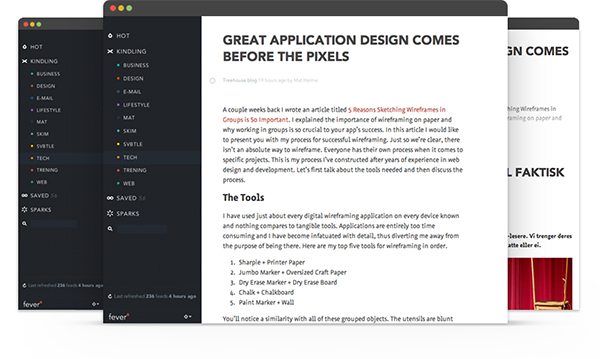 HOT
KINDLING
BUSINESS
DESIGN
E-MAIL
LIFESTYLE
MAT
SKIM
SVBTLE
TECH
TRENING
WEB
SAVED 56
SPARKS
Last refreshed 236 feeds 4 hours ago
fever°
HOT
KINDLING
BUSINESS
DESIGN
E-MAIL
LIFESTYLE
MAT
SKIM
SVBTLE
TECH
TRENING
WEB
SAVED 54
SPARKS
Last refreshed 236 feeds 4 hours ago
fever°
GREAT APPLICATION DESIGN COMES
BEFORE THE PIXELS
Treehouse blog 19 hours ago by
A couple weeks back I wrote an article titled 5 Reasons Sketching Wireframes in
Groups is So Important. I explained the importance of wireframing on paper and
why working in groups is so crucial to your app's success. In this article I would like
to present you with my process for successful wireframing. Just so we're clear, there
isn't an absolute way to wireframe. Everyone has their own process when it comes to
specific projects. This is my process I've constructed after years of experience in web
design and development. Let's first talk about the tools needed and then discuss the
process.
The Tools
I have used just about every digital wireframing application on every device known
and nothing compares to tangible tools. Applications are entirely too time
consuming and I have become infatuated with detail, thus diverting me away from
the purpose of being there. Here are my top five tools for wireframing in order.
1. Sharpie + Printer Paper
2. Jumbo Marker + Oversized Craft Paper
3. Dry Erase Marker + Dry Erase Board
4. Chalk + Chalkboard
5. Paint Marker + Wall
You'll notice a similarity with all of these grouped objects. The utensils are blunt
GN COMES
ng Wireframes in
raming on paper and
L FAKTISK
-lesere. Vi trenger deres
atte eller ei.